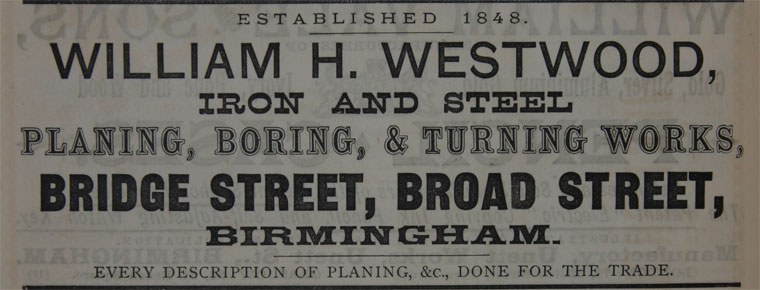 ESTABLISHED 1848.
WILLIAM H. WESTWOOD,
IRON AND STEEL
PLANING, BORING, & TURNING WORKS,
BRIDGE STREET, BROAD STREET,
BIRMINGHAM.
EVERY DESCRIPTION OF PLANING, &c., DONE FOR THE TRADE.